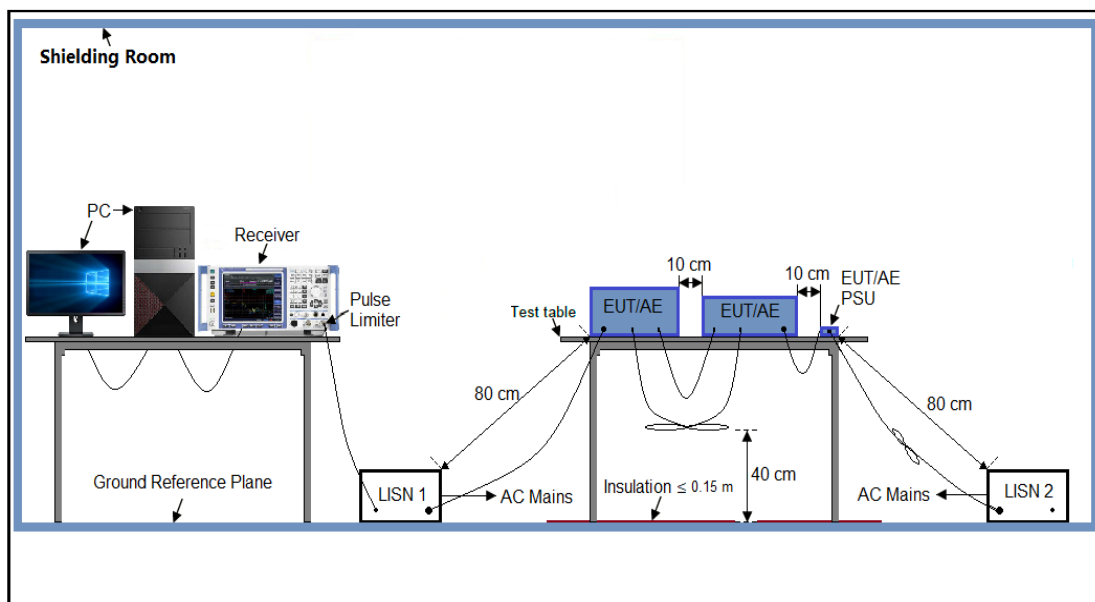 Shielding Room
PC
Receiver
Pulse
Limiter
10 cm
10 cm
EUT/AE
PSU
EUT/AE
EUT/AE
Test table
80 cm
80 cm
40 cm
Ground Reference Plane
LISN 1
AC Mains
Insulation ≤ 0.15 m
AC Mains
LISN 2